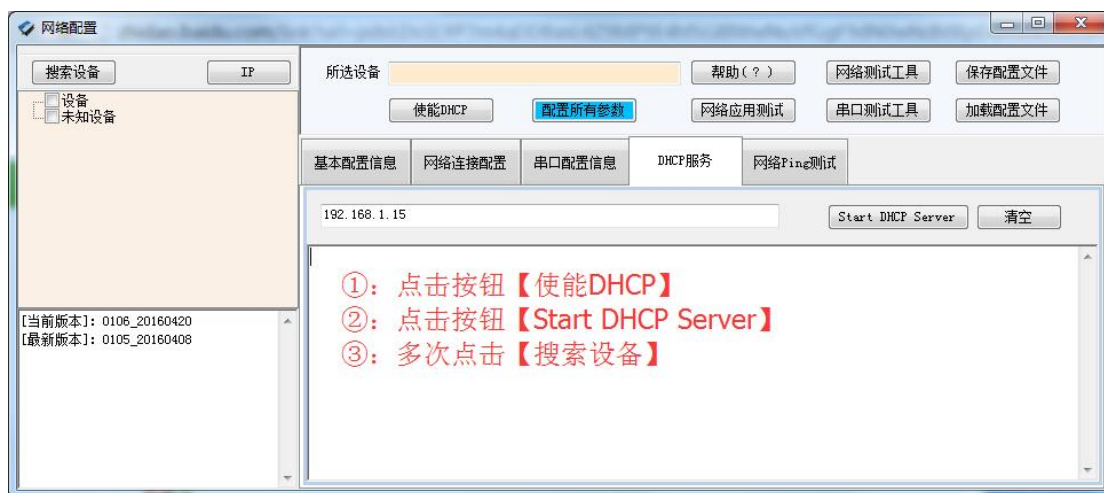 网络配置
搜索设备
IP
设备
未知设备
[当前版本]: 0106_20160420
[最新版本]: 0105_20160408
所选设备
帮助(?)
网络测试工具
保存配置文件
使能DHCP
配置所有参数
网络应用测试
串口测试工具
加载配置文件
基本配置信息
网络连接配置
串口配置信息
DHCP服务
网络Ping测试
192.168.1.15
Start DHCP Server
清空
①：点击按钮【使能DHCP】
②：点击按钮【Start DHCP Server】
③：多次点击【搜索设备】